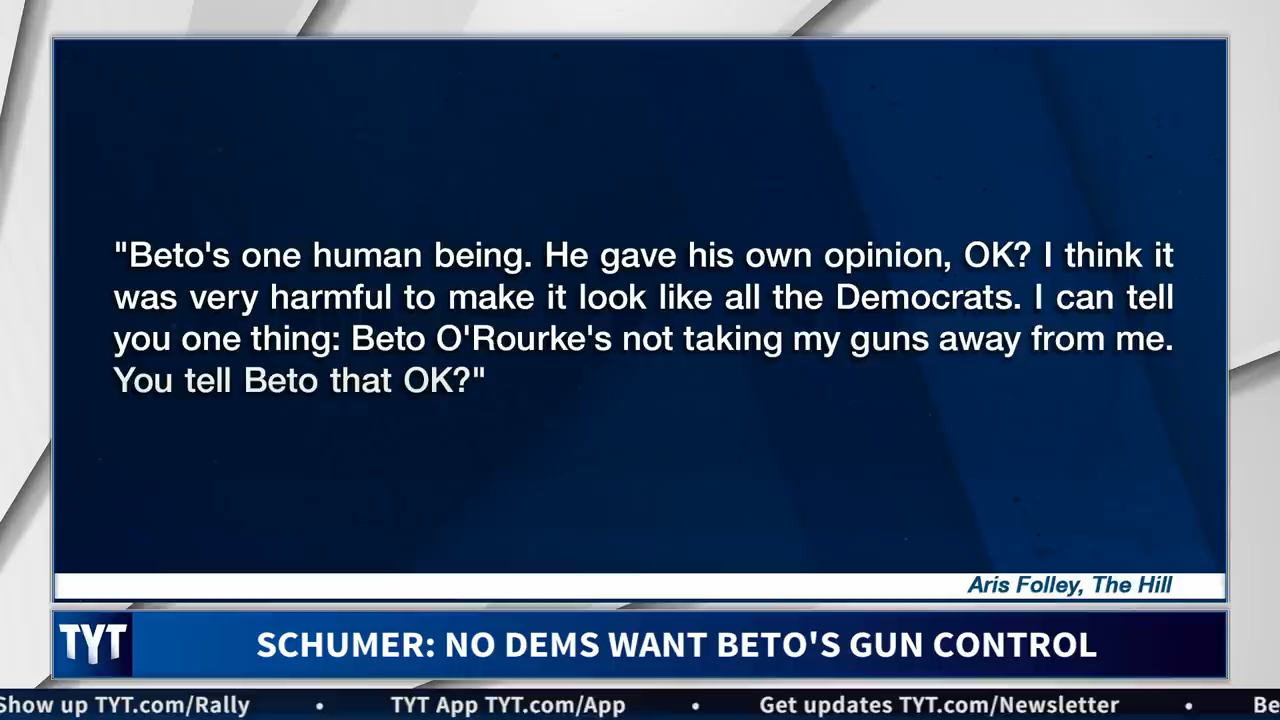 "Beto's one human being. He gave his own opinion, OK? I think it
was very harmful to make it look like all the Democrats. I can tell
you one thing: Beto O'Rourke's not taking my guns away from me.
You tell Beto that OK?"
Aris Folley, The Hill
TYT SCHUMER: NO DEMS WANT BETO'S GUN CONTROL
Show up TYT.com/Rally • TYT App TYT.com/App • Get updates TYT.com/Newsletter • Be